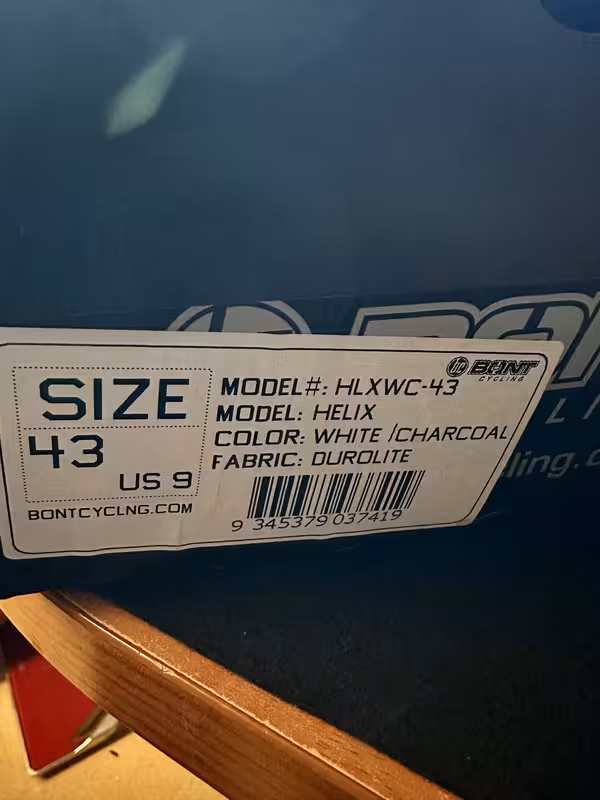 SIZE
43
US 9
BONTCYCLNG.COM
MODEL#: HLXWC-43
MODEL: HELIX
COLOR: WHITE /CHARCOAL
FABRIC: DUROLITE
9 345379 037419
BONT
CYCLING